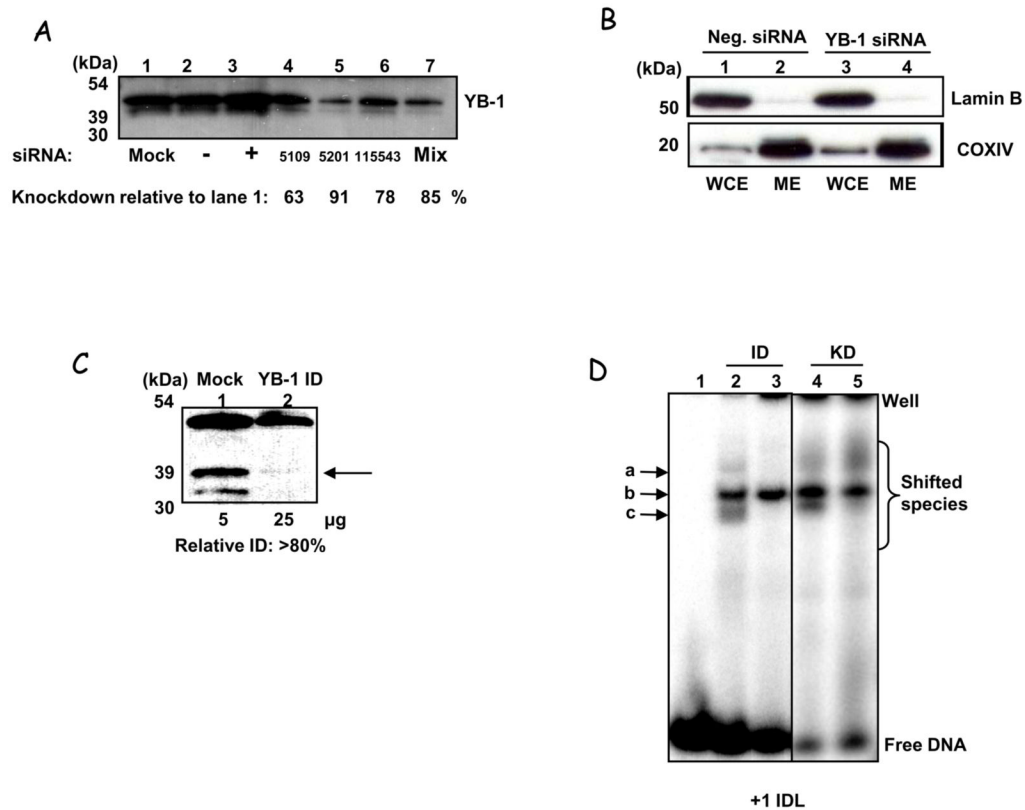 A
(kDa)
1 2 3 4 5 6 7
54
39
30
YB-1
siRNA: Mock - + 5109 5201 115543 Mix
Knockdown relative to lane 1: 63 91 78 85 %
B
Neg. siRNA YB-1 siRNA
(kDa)
1 2 3 4
50
Lamin B
20
COXIV
WCE ME WCE ME
C
(kDa) Mock YB-1 ID
54 1 2
39
30
5 25 µg
Relative ID: >80%
D
ID KD
1 2 3 4 5
Well
a
b
c
Shifted
species
Free DNA
+1 IDL